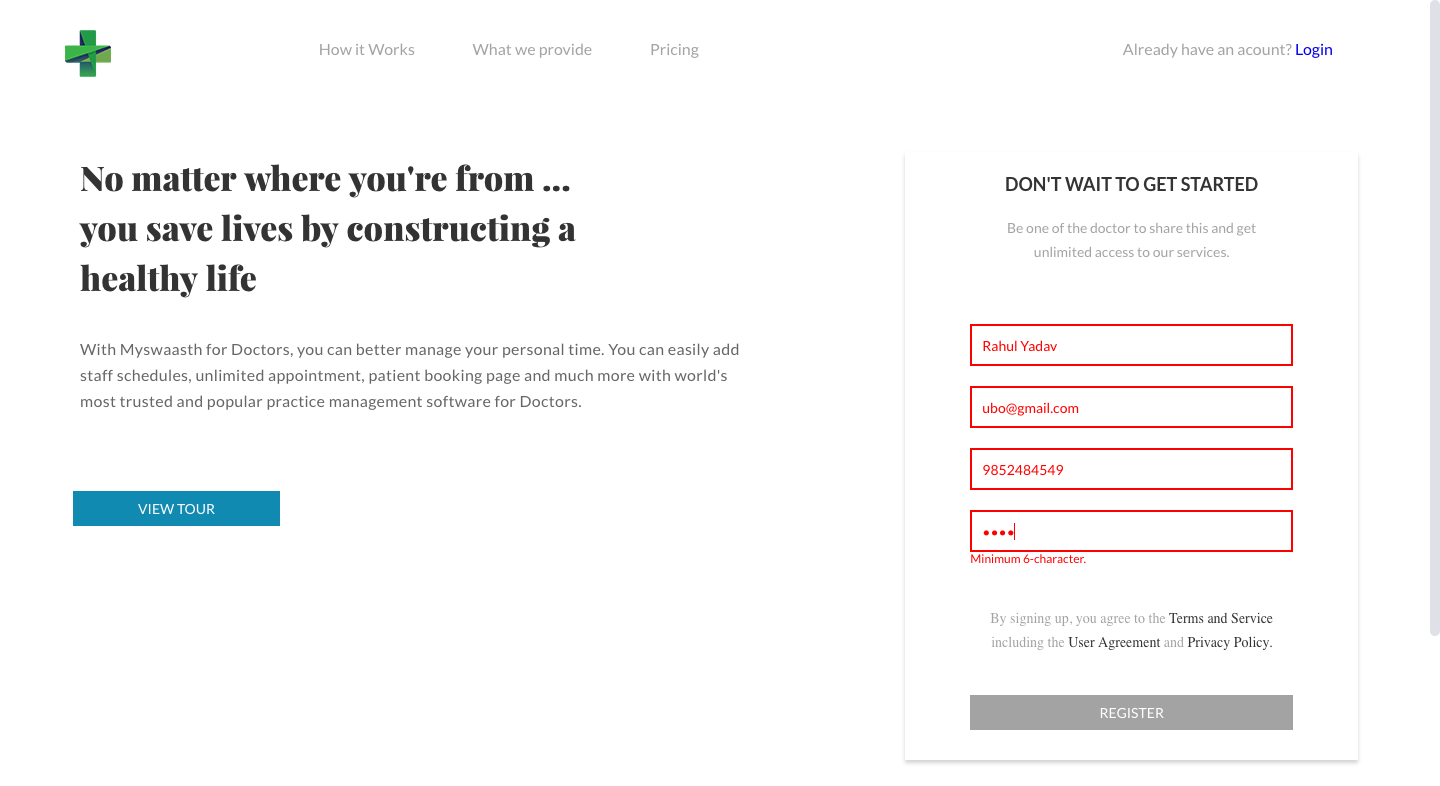 How it Works
What we provide
Pricing
Already have an acount? Login
No matter where you're from ...
you save lives by constructing a
healthy life
With Myswaasth for Doctors, you can better manage your personal time. You can easily add
staff schedules, unlimited appointment, patient booking page and much more with world's
most trusted and popular practice management software for Doctors.
VIEW TOUR
DON'T WAIT TO GET STARTED
Be one of the doctor to share this and get
unlimited access to our services.
Rahul Yadav
ubo@gmail.com
9852484549
••••
Minimum 6-character.
By signing up, you agree to the Terms and Service
including the User Agreement and Privacy Policy.
REGISTER